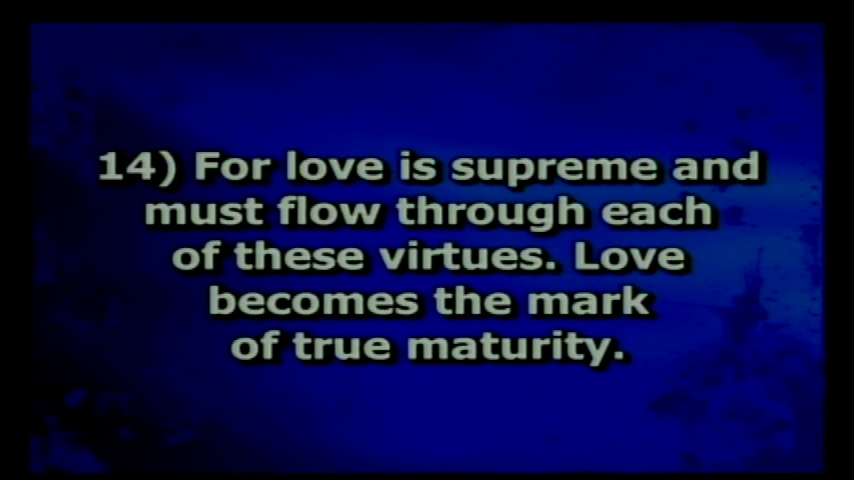 14) For love is supreme and
must flow through each
of these virtues. Love
becomes the mark
of true maturity.